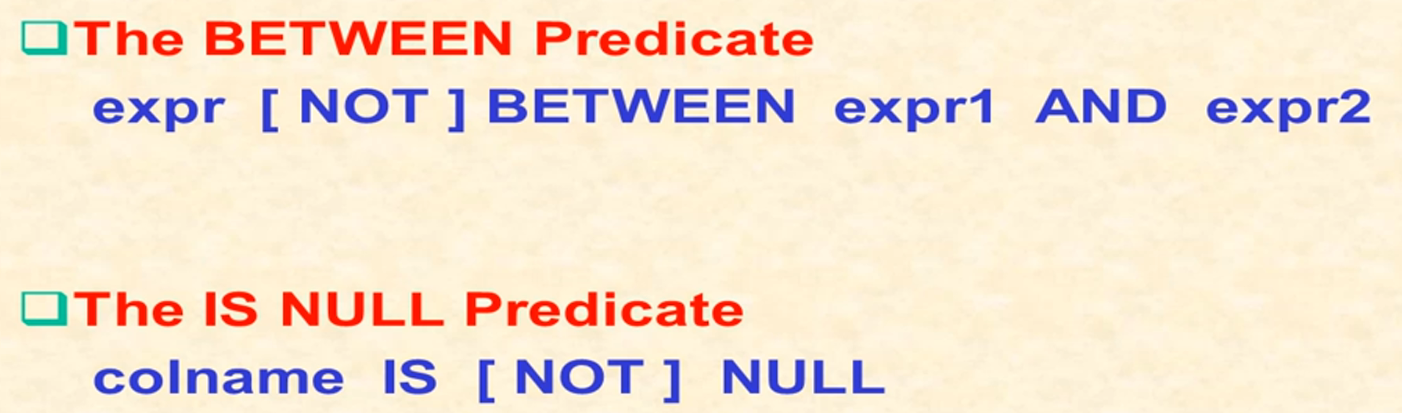 The BETWEEN Predicate
expr [ NOT ] BETWEEN expr1 AND expr2
The IS NULL Predicate
colname IS [ NOT ] NULL